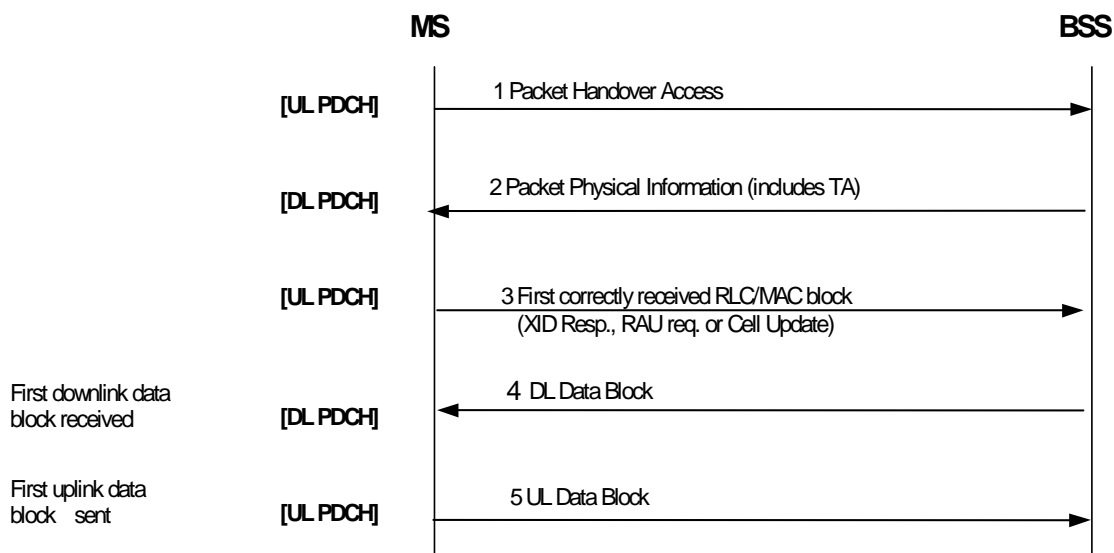 MS BSS
[UL PDCH] 1 Packet Handover Access
[DL PDCH] 2 Packet Physical Information (includes TA)
[UL PDCH] 3 First correctly received RLC/MAC block
(XID Resp., RAU req. or Cell Update)
First downlink data
block received
[DL PDCH] 4 DL Data Block
First uplink data
block sent
[UL PDCH] 5 UL Data Block